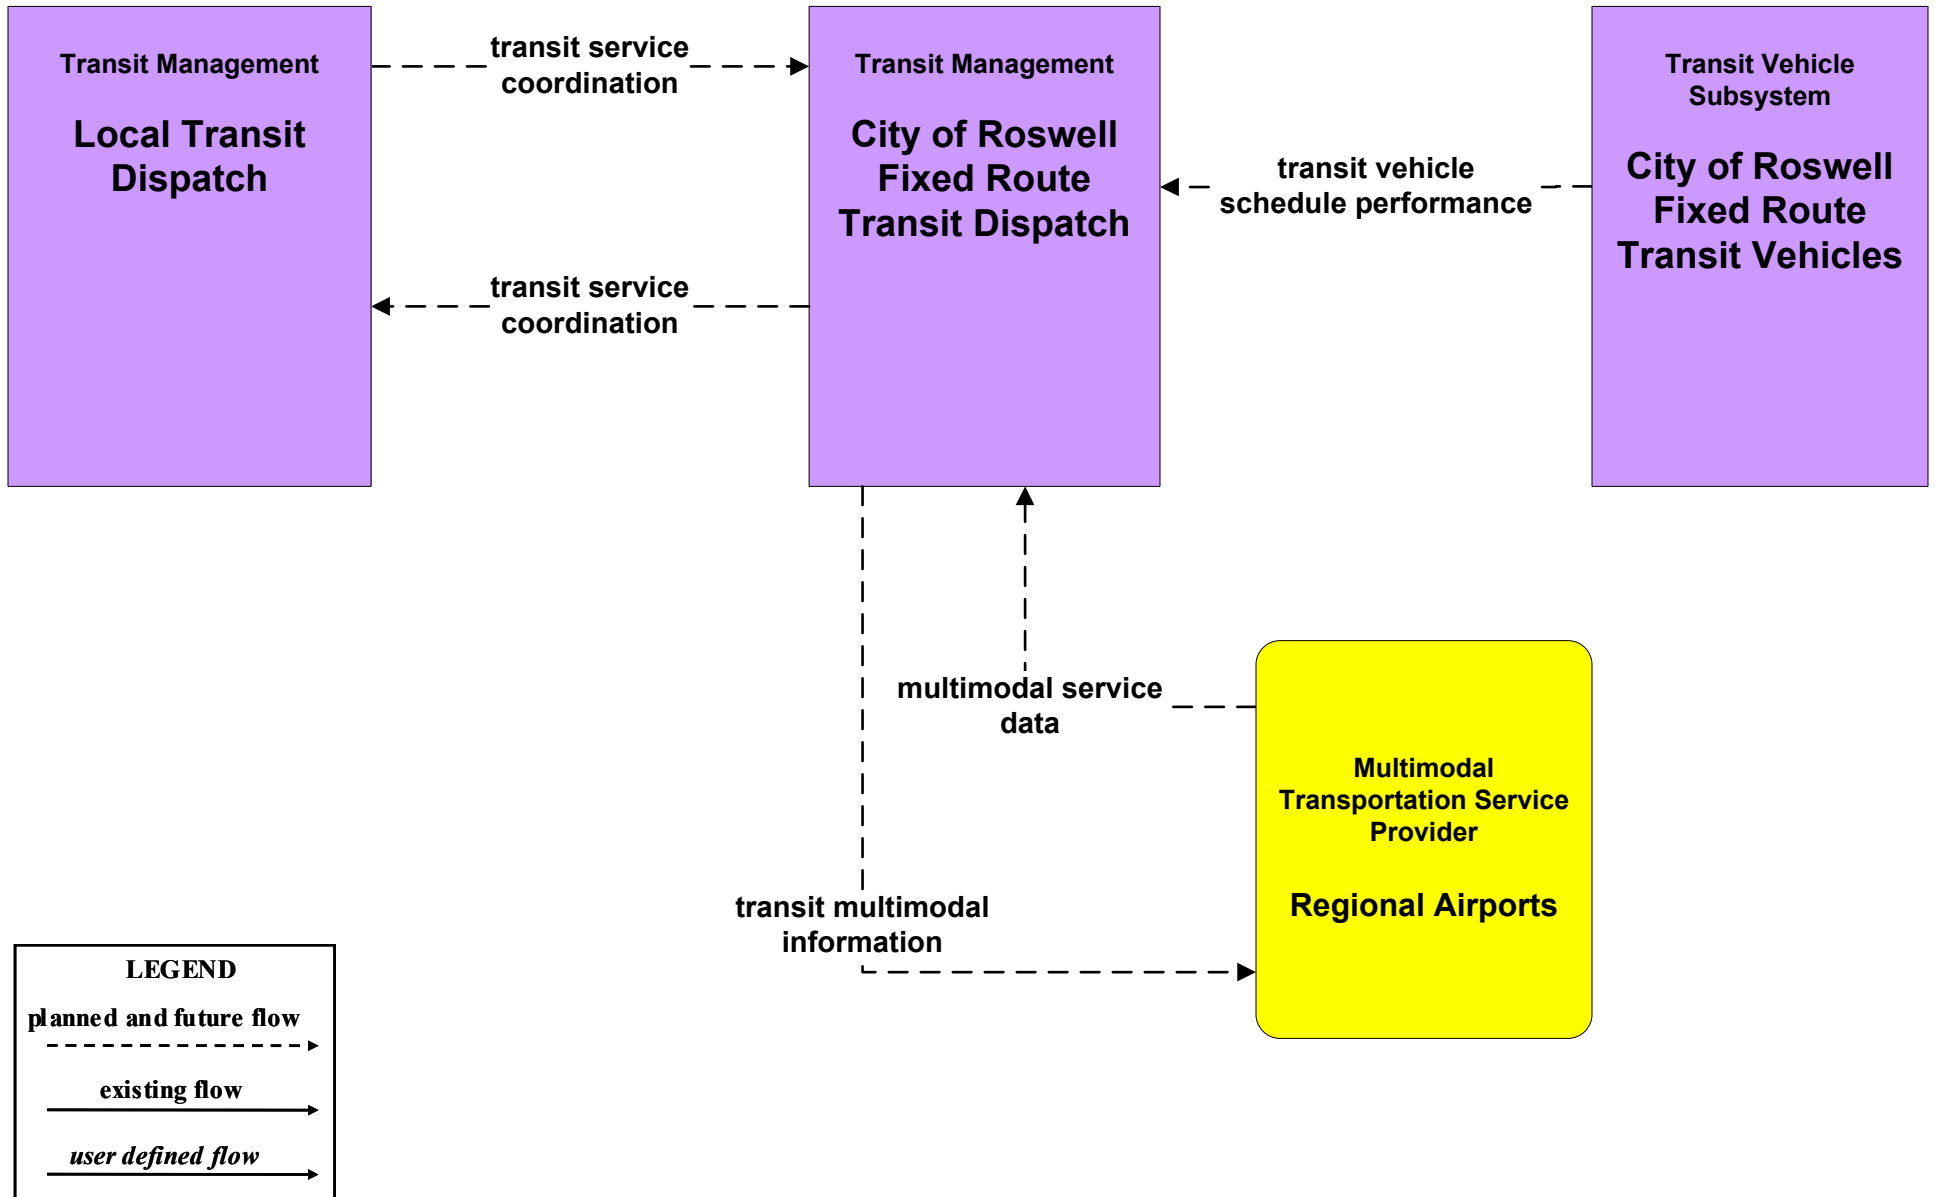 Transit Management
Local Transit
Dispatch
transit service
coordination
transit service
coordination
Transit Management
City of Roswell
Fixed Route
Transit Dispatch
transit vehicle
schedule performance
Transit Vehicle
Subsystem
City of Roswell
Fixed Route
Transit Vehicles
multimodal service
data
Multimodal
Transportation Service
Provider
Regional Airports
transit multimodal
information
LEGEND
planned and future flow
existing flow
user defined flow